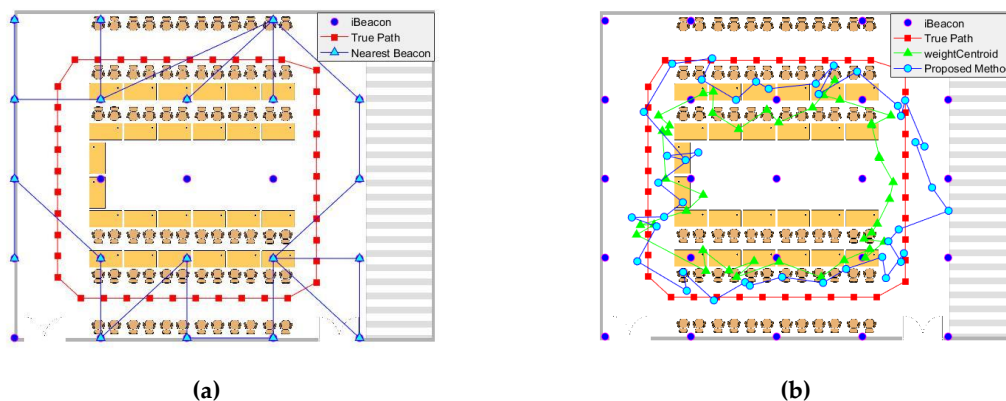 iBeacon
True Path
Nearest Beacon
iBeacon
True Path
weightCentroid
Proposed Metho
(a)
(b)